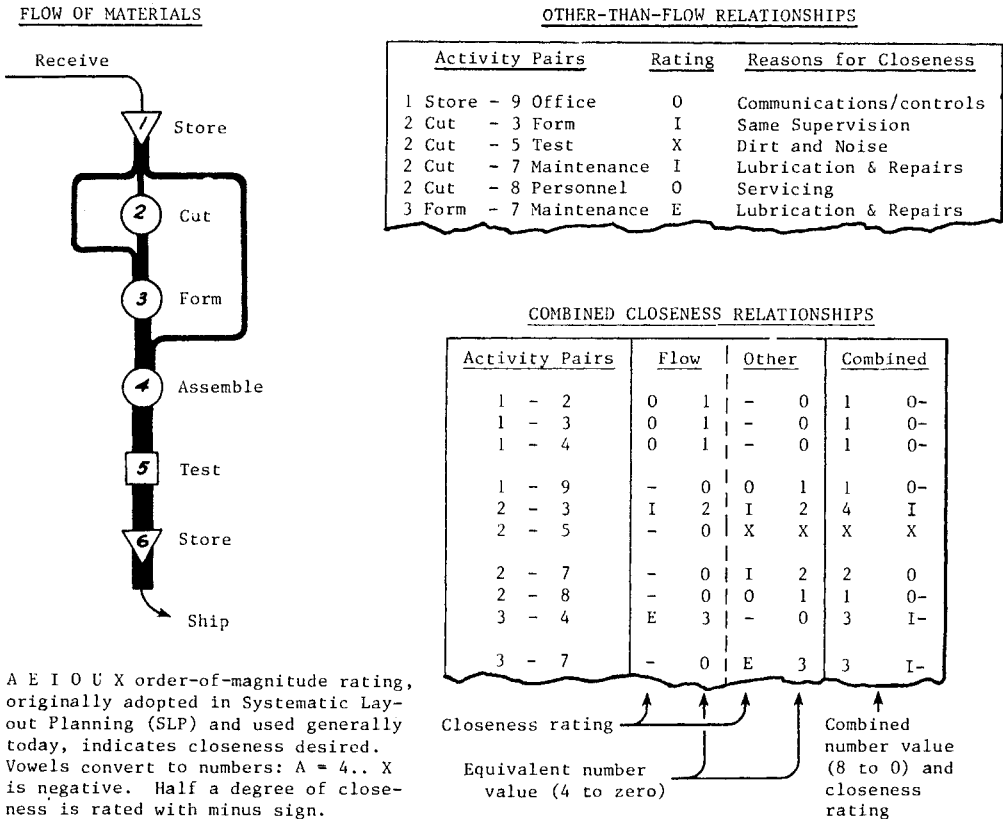 FLOW OF MATERIALS
Receive
1 Store
2 Cut
3 Form
4 Assemble
5 Test
6 Store
Ship
A E I O U X order-of-magnitude rating,
originally adopted in Systematic Lay-
out Planning (SLP) and used generally
today, indicates closeness desired.
Vowels convert to numbers: A = 4.. X
is negative. Half a degree of close-
ness is rated with minus sign.
OTHER-THAN-FLOW RELATIONSHIPS
Activity Pairs Rating Reasons for Closeness
1 Store - 9 Office O Communications/controls
2 Cut - 3 Form I Same Supervision
2 Cut - 5 Test X Dirt and Noise
2 Cut - 7 Maintenance I Lubrication & Repairs
2 Cut - 8 Personnel O Servicing
3 Form - 7 Maintenance E Lubrication & Repairs
COMBINED CLOSENESS RELATIONSHIPS
Activity Pairs Flow Other Combined
1 - 2 O 1 - 0 1 O-
1 - 3 O 1 - 0 1 O-
1 - 4 O 1 - 0 1 O-
1 - 9 - 0 O 1 1 O-
2 - 3 I 2 I 2 4 I
2 - 5 - 0 X X X X
2 - 7 - 0 I 2 2 O
2 - 8 - 0 O 1 1 O-
3 - 4 E 3 - 0 3 I-
3 - 7 - 0 E 3 3 I-
Closeness rating
Equivalent number
value (4 to zero)
Combined
number value
(8 to 0) and
closeness
rating